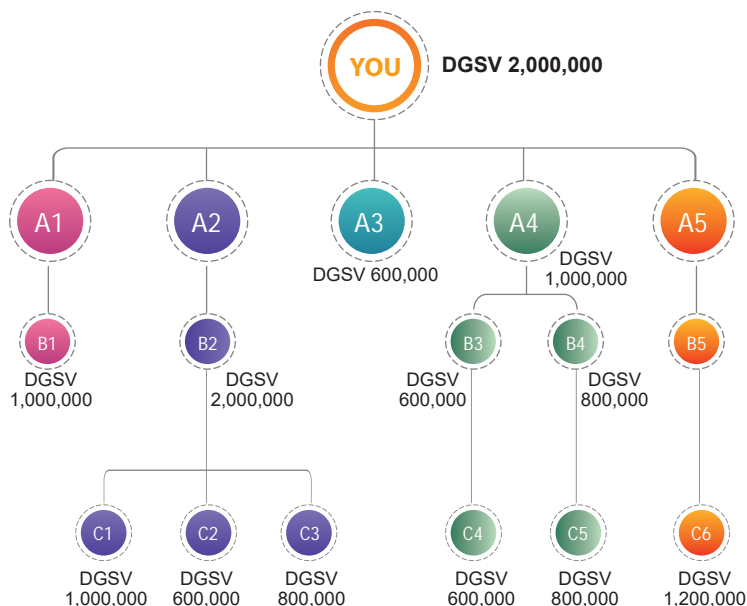 YOU
DGSV 2,000,000
A1
A2
A3
A4
A5
DGSV 600,000
DGSV
1,000,000
B1
B2
B3
B4
B5
DGSV
1,000,000
DGSV
2,000,000
DGSV
600,000
DGSV
800,000
C1
C2
C3
C4
C5
C6
DGSV
1,000,000
DGSV
600,000
DGSV
800,000
DGSV
600,000
DGSV
800,000
DGSV
1,200,000